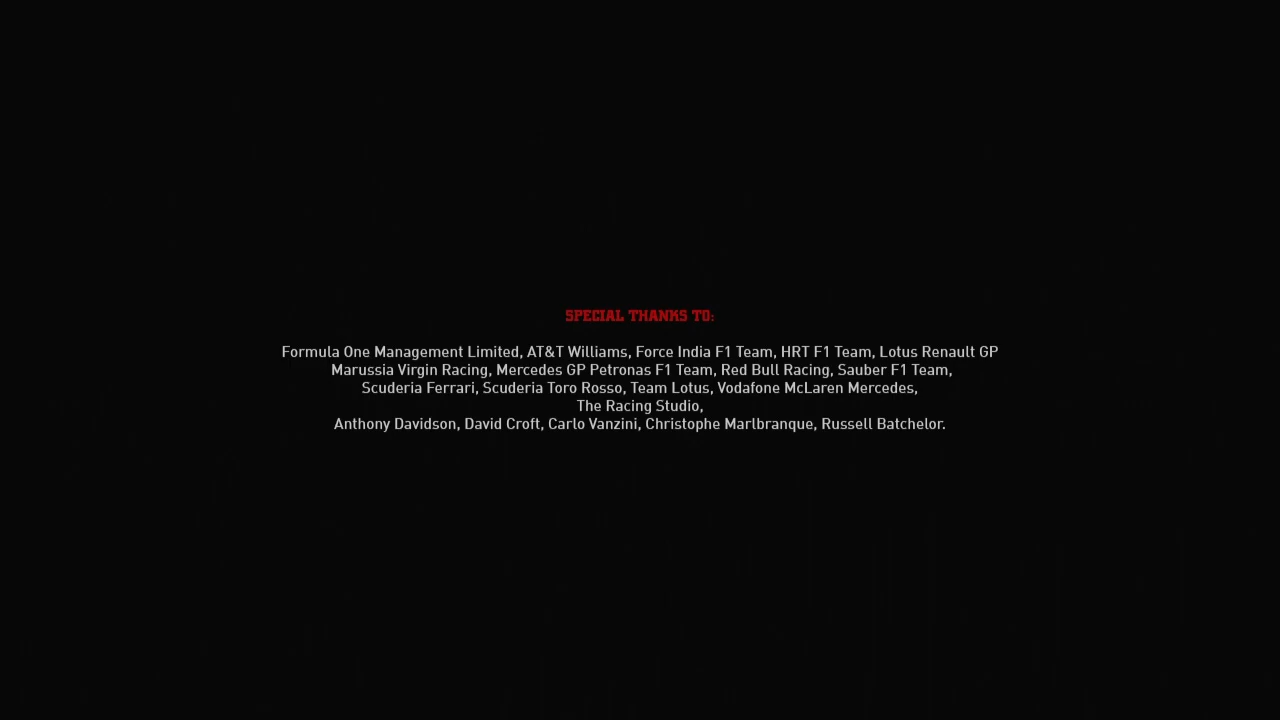 SPECIAL THANKS TO:
Formula One Management Limited, AT&T Williams, Force India F1 Team, HRT F1 Team, Lotus Renault GP
Marussia Virgin Racing, Mercedes GP Petronas F1 Team, Red Bull Racing, Sauber F1 Team,
Scuderia Ferrari, Scuderia Toro Rosso, Team Lotus, Vodafone McLaren Mercedes,
The Racing Studio,
Anthony Davidson, David Croft, Carlo Vanzini, Christophe Marlbranque, Russell Batchelor.